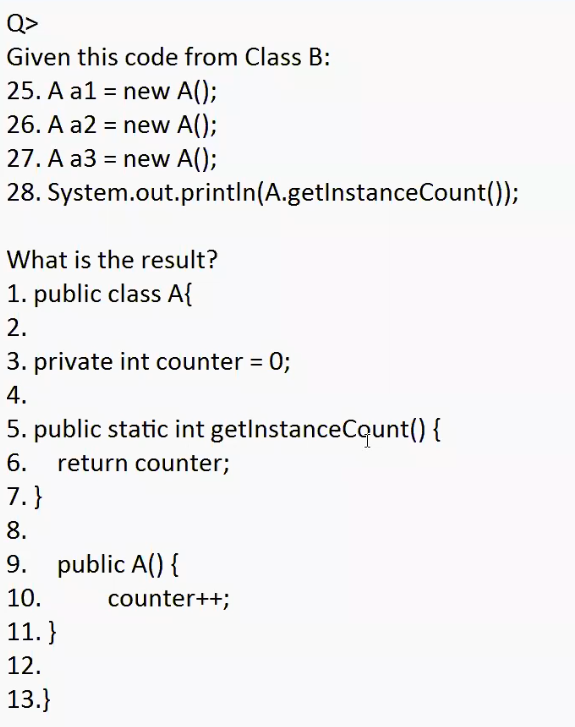 Q>
Given this code from Class B:
25. A a1 = new A();
26. A a2 = new A();
27. A a3 = new A();
28. System.out.println(A.getInstanceCount());
What is the result?
1. public class A{
2.
3. private int counter = 0;
4.
5. public static int getInstanceCount() {
6. return counter;
7. }
8.
9. public A() {
10. counter++;
11. }
12.
13.}